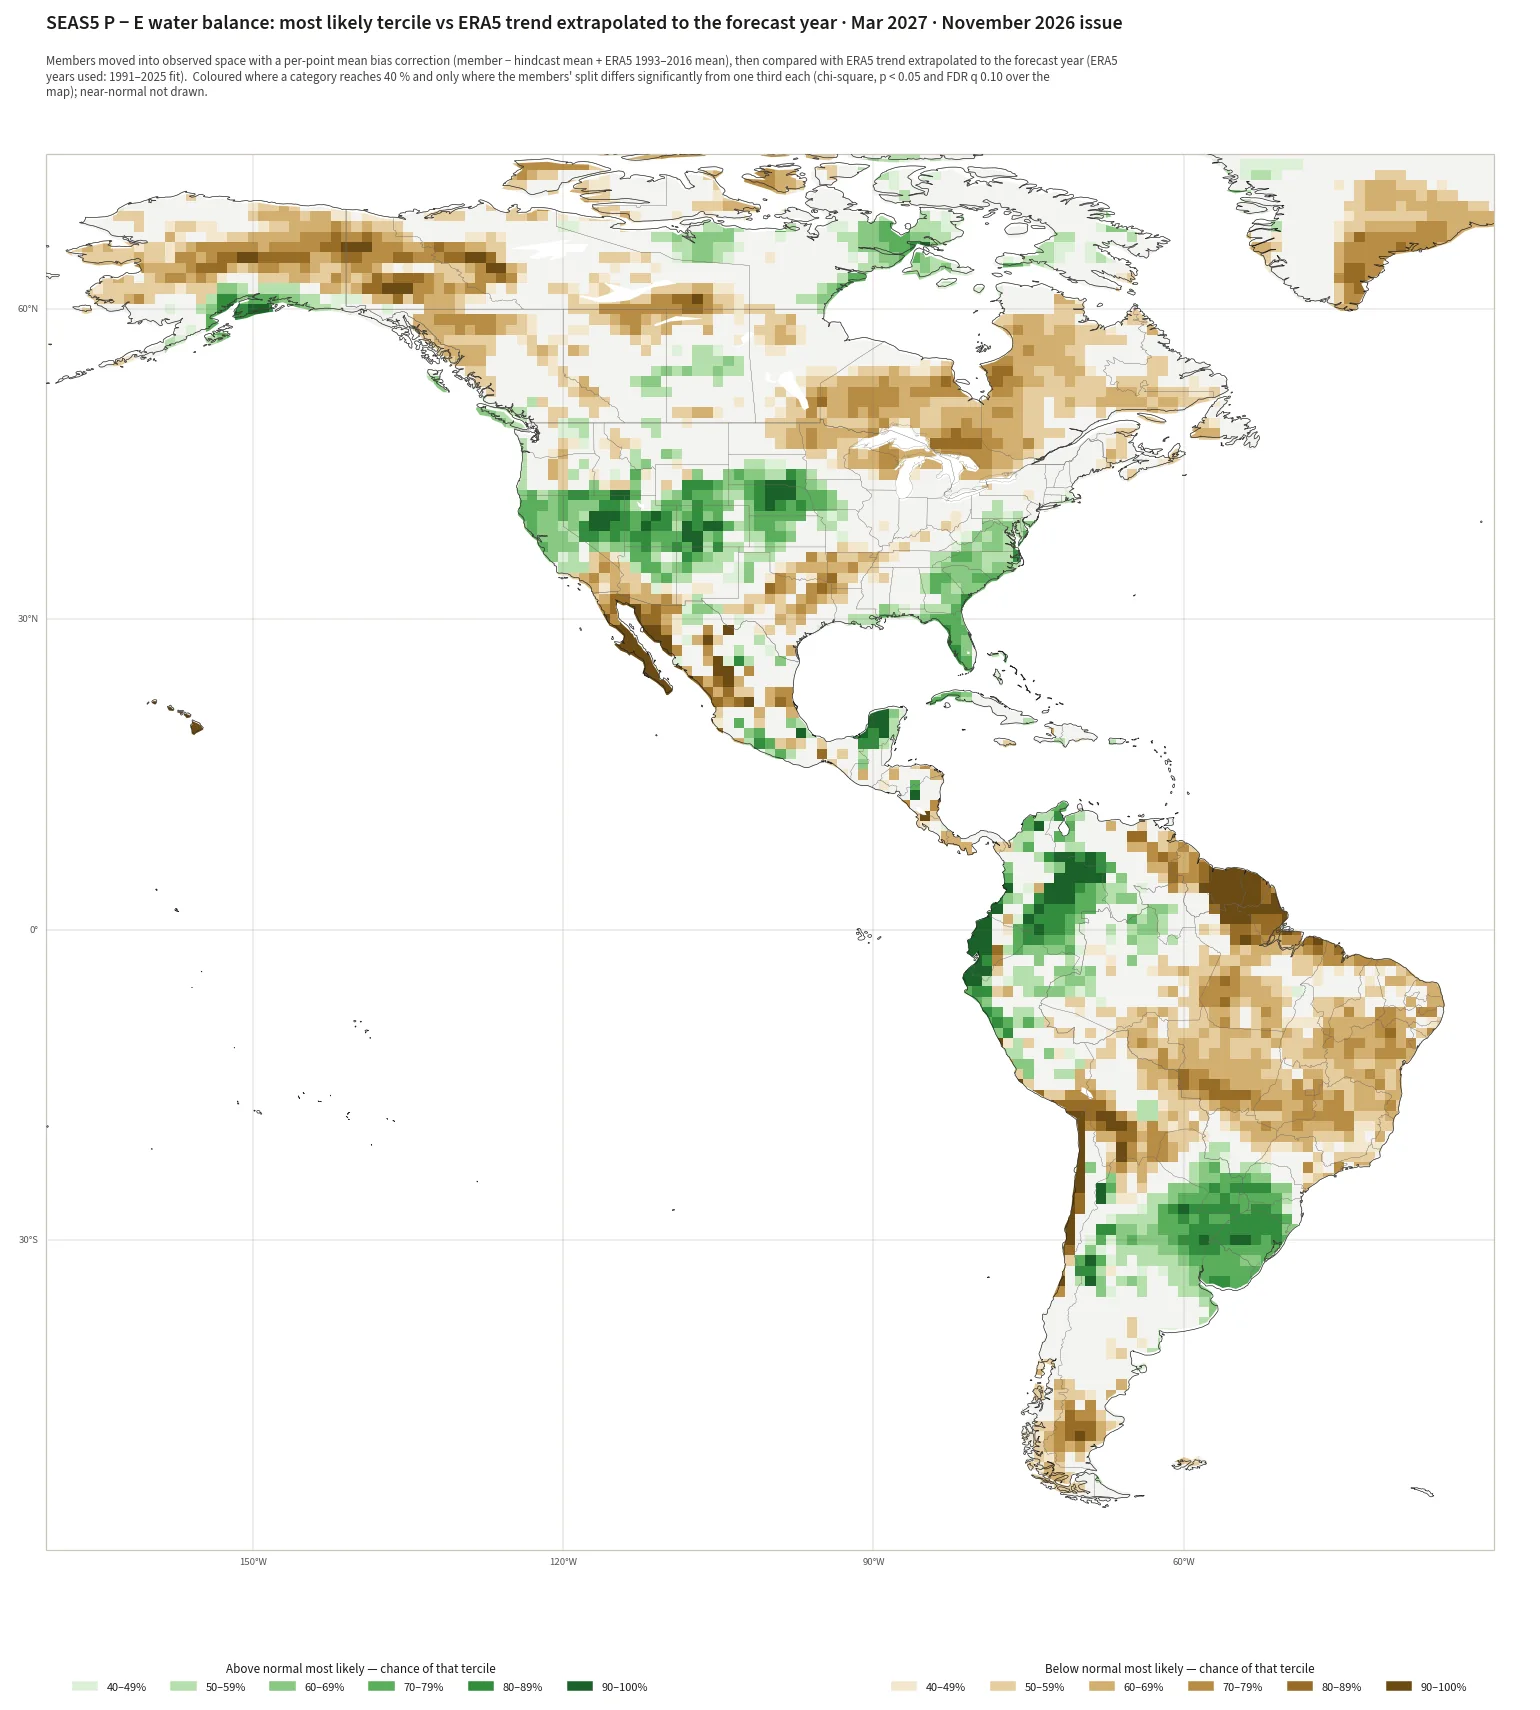 SEAS5 P − E water balance: most likely tercile vs ERA5 trend extrapolated to the forecast year · Mar 2027 · November 2026 issue
Members moved into observed space with a per-point mean bias correction (member − hindcast mean + ERA5 1993–2016 mean), then compared with ERA5 trend extrapolated to the forecast year (ERA5
years used: 1991–2025 fit). Coloured where a category reaches 40 % and only where the members' split differs significantly from one third each (chi-square, p < 0.05 and FDR q 0.10 over the
map); near-normal not drawn.
60°N
30°N
0°
30°S
150°W 120°W 90°W 60°W
Above normal most likely — chance of that tercile
40–49% 50–59% 60–69% 70–79% 80–89% 90–100%
Below normal most likely — chance of that tercile
40–49% 50–59% 60–69% 70–79% 80–89% 90–100%